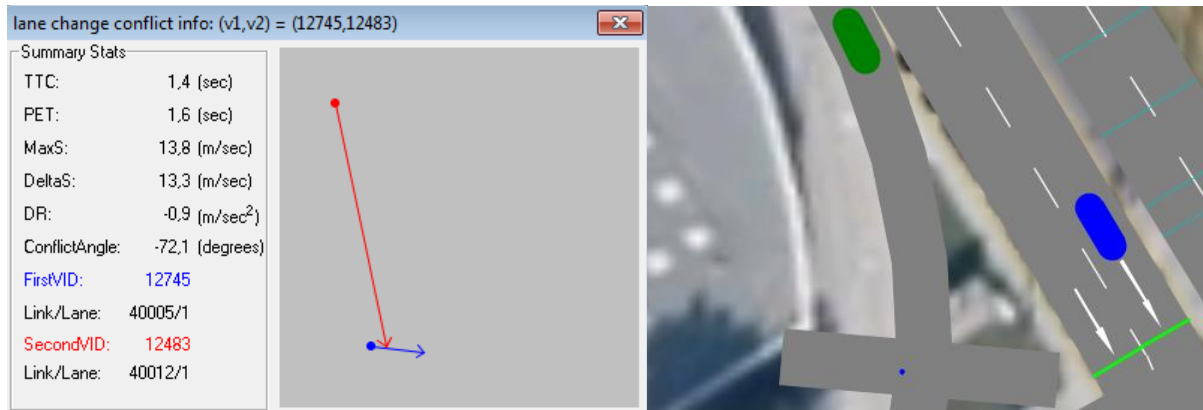 lane change conflict info: (v1,v2) = (12745,12483)
Summary Stats
TTC: 1,4 (sec)
PET: 1,6 (sec)
MaxS: 13,8 (m/sec)
DeltaS: 13,3 (m/sec)
DR: -0,9 (m/sec²)
ConflictAngle: -72,1 (degrees)
FirstVID: 12745
Link/Lane: 40005/1
SecondVID: 12483
Link/Lane: 40012/1